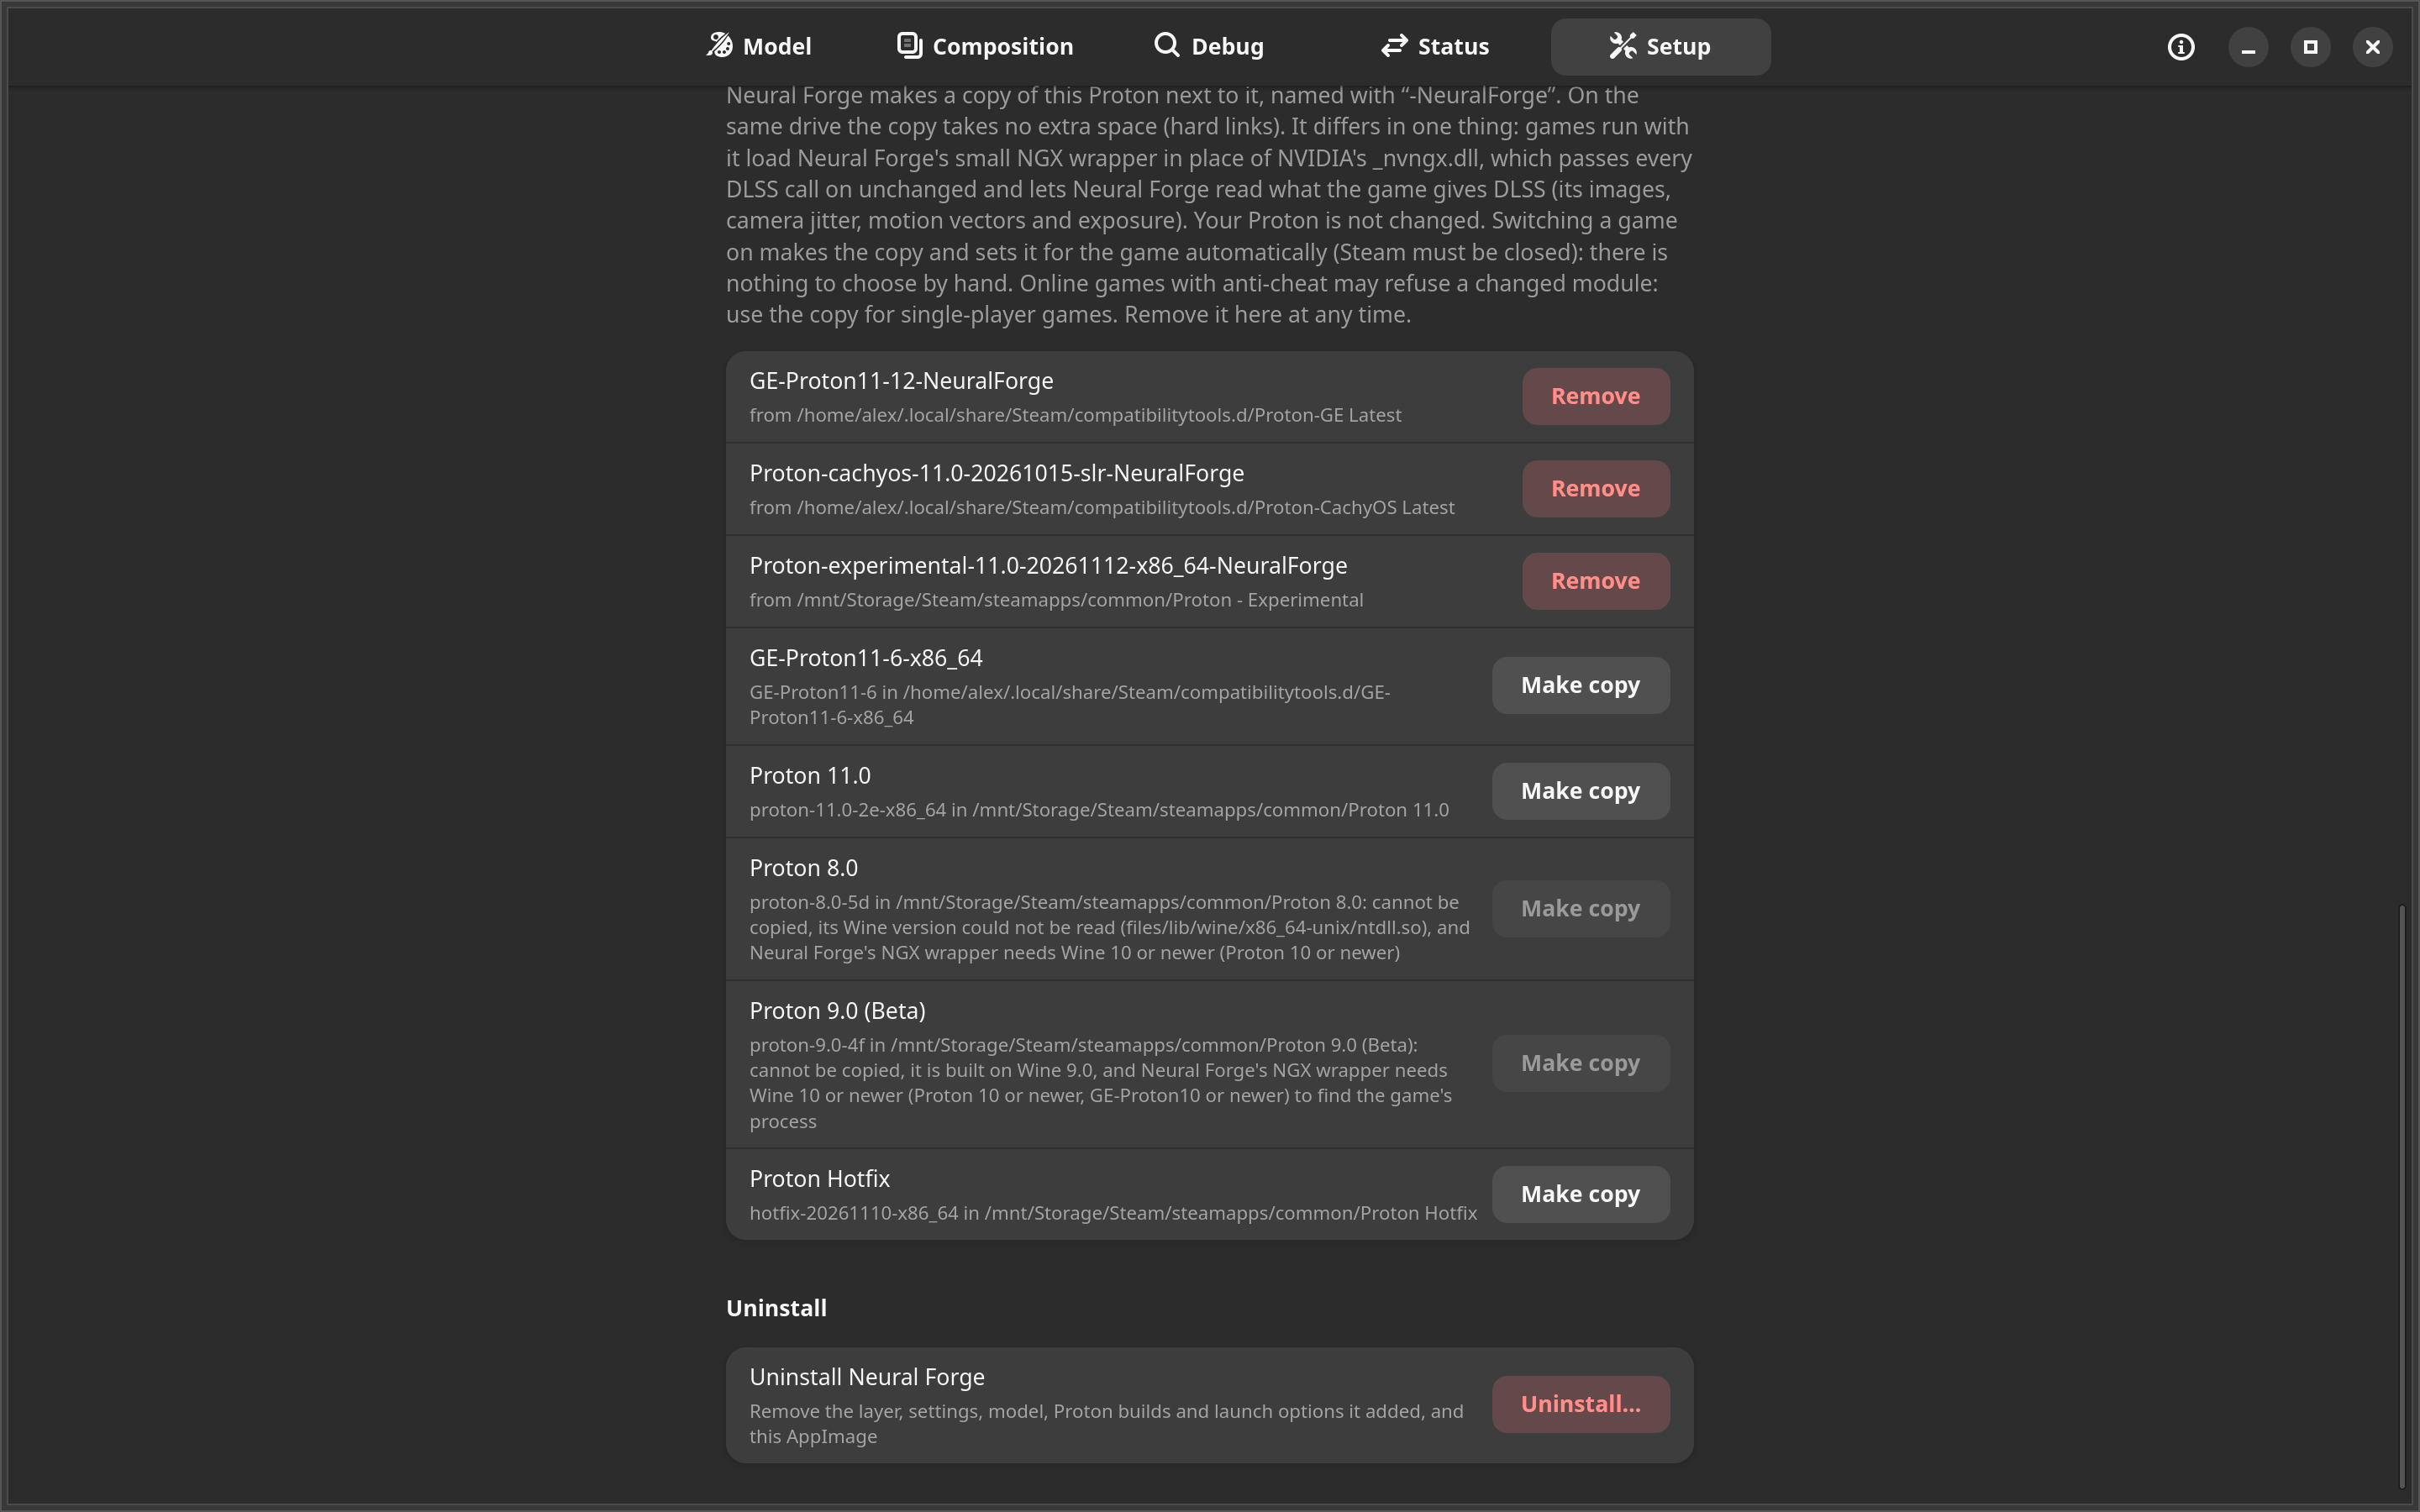 Model
Composition
Debug
Status
Setup
Neural Forge makes a copy of this Proton next to it, named with “-NeuralForge”. On the
same drive the copy takes no extra space (hard links). It differs in one thing: games run with
it load Neural Forge's small NGX wrapper in place of NVIDIA's _nvngx.dll, which passes every
DLSS call on unchanged and lets Neural Forge read what the game gives DLSS (its images,
camera jitter, motion vectors and exposure). Your Proton is not changed. Switching a game
on makes the copy and sets it for the game automatically (Steam must be closed): there is
nothing to choose by hand. Online games with anti-cheat may refuse a changed module:
use the copy for single-player games. Remove it here at any time.
GE-Proton11-12-NeuralForge
from /home/alex/.local/share/Steam/compatibilitytools.d/Proton-GE Latest
Remove
Proton-cachyos-11.0-20261015-slr-NeuralForge
from /home/alex/.local/share/Steam/compatibilitytools.d/Proton-CachyOS Latest
Remove
Proton-experimental-11.0-20261112-x86_64-NeuralForge
from /mnt/Storage/Steam/steamapps/common/Proton - Experimental
Remove
GE-Proton11-6-x86_64
GE-Proton11-6 in /home/alex/.local/share/Steam/compatibilitytools.d/GE-
Proton11-6-x86_64
Make copy
Proton 11.0
proton-11.0-2e-x86_64 in /mnt/Storage/Steam/steamapps/common/Proton 11.0
Make copy
Proton 8.0
proton-8.0-5d in /mnt/Storage/Steam/steamapps/common/Proton 8.0: cannot be
copied, its Wine version could not be read (files/lib/wine/x86_64-unix/ntdll.so), and
Neural Forge's NGX wrapper needs Wine 10 or newer (Proton 10 or newer)
Make copy
Proton 9.0 (Beta)
proton-9.0-4f in /mnt/Storage/Steam/steamapps/common/Proton 9.0 (Beta):
cannot be copied, it is built on Wine 9.0, and Neural Forge's NGX wrapper needs
Wine 10 or newer (Proton 10 or newer, GE-Proton10 or newer) to find the game's
process
Make copy
Proton Hotfix
hotfix-20261110-x86_64 in /mnt/Storage/Steam/steamapps/common/Proton Hotfix
Make copy
Uninstall
Uninstall Neural Forge
Remove the layer, settings, model, Proton builds and launch options it added, and
this AppImage
Uninstall...